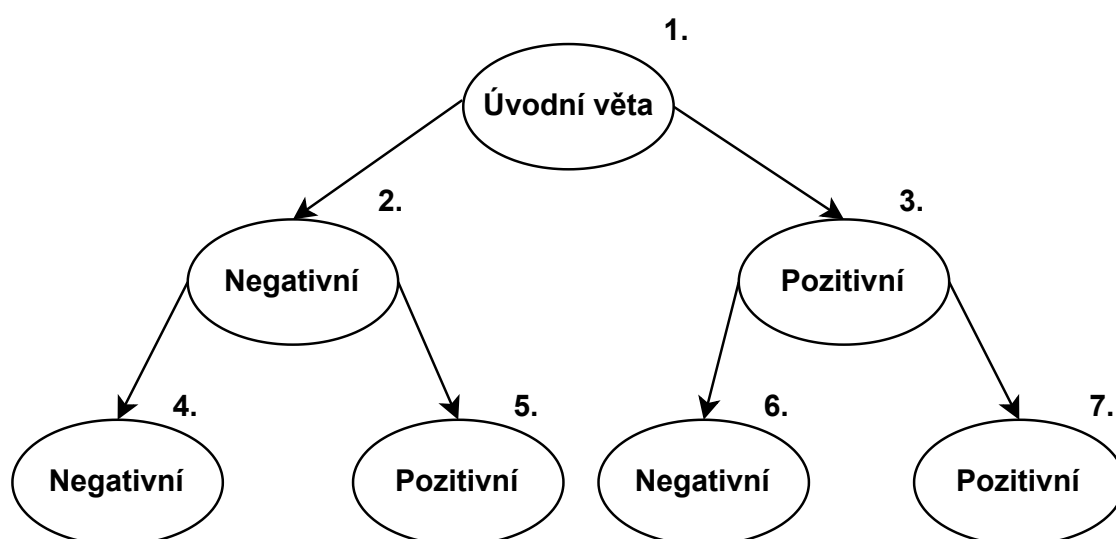 1.
Úvodní věta
2.
3.
Negativní
Pozitivní
4.
5.
6.
7.
Negativní
Pozitivní
Negativní
Pozitivní